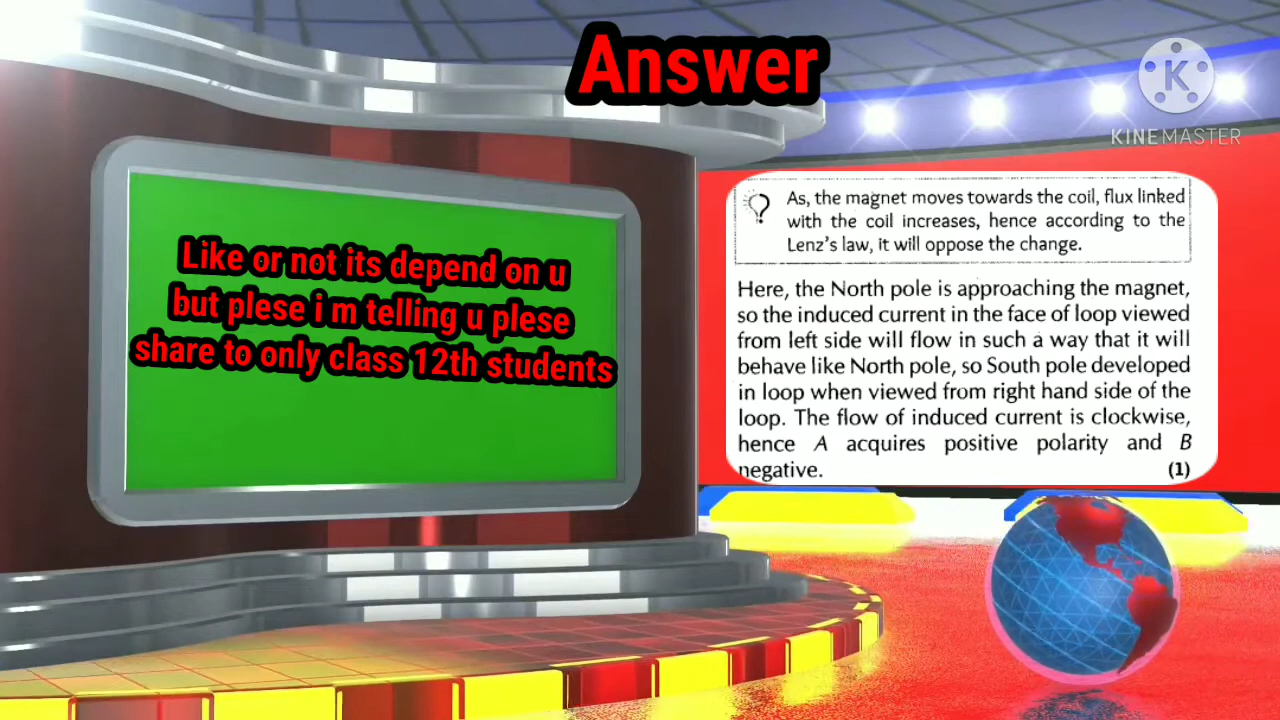 Answer
K
KINEMASTER
Like or not its depend on u
but plese i m telling u plese
share to only class 12th students
As, the magnet moves towards the coil, flux linked
with the coil increases, hence according to the
Lenz's law, it will oppose the change.
Here, the North pole is approaching the magnet,
so the induced current in the face of loop viewed
from left side will flow in such a way that it will
behave like North pole, so South pole developed
in loop when viewed from right hand side of the
loop. The flow of induced current is clockwise,
hence A acquires positive polarity and B
negative. (1)